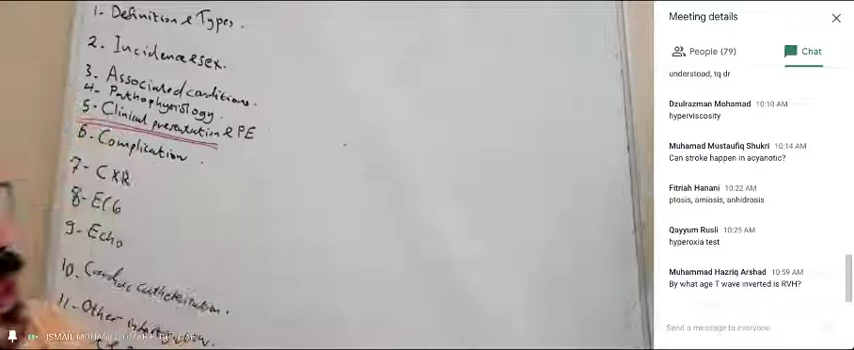 1- Definition & Types.
2. Incidence & sex.
3. Associated conditions.
4- Pathophysiology.
5- Clinical presentation & PE
6- Complication.
7- CXR
8- ECG
9- Echo
10. Cardiac catheterization.
11- Other
Meeting details
People (79)
Chat
understood, tq dr
Dzulrazman Mohamad 10:10 AM
hyperviscosity
Muhamad Mustaufiq Shukri 10:14 AM
Can stroke happen in acyanotic?
Fitriah Hanani 10:22 AM
ptosis, amiosis, anhidrosis
Qayyum Rusli 10:25 AM
hyperoxia test
Muhammad Hazriq Arshad 10:59 AM
By what age T wave inverted is RVH?
Send a message to everyone